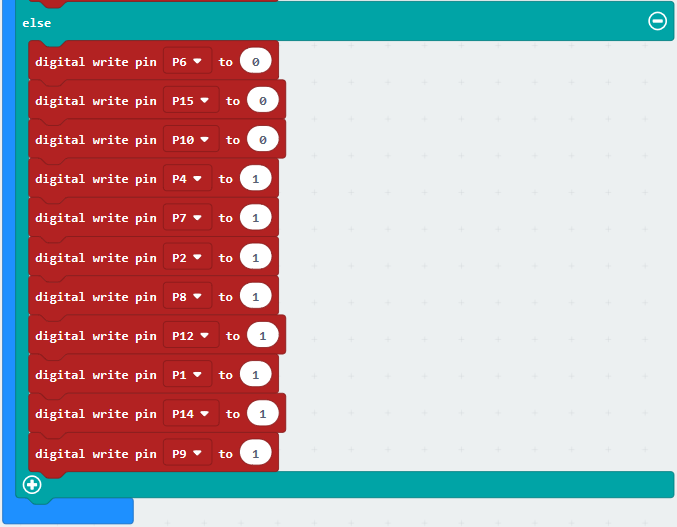 else
digital write pin P6 to 0
digital write pin P15 to 0
digital write pin P10 to 0
digital write pin P4 to 1
digital write pin P7 to 1
digital write pin P2 to 1
digital write pin P8 to 1
digital write pin P12 to 1
digital write pin P1 to 1
digital write pin P14 to 1
digital write pin P9 to 1